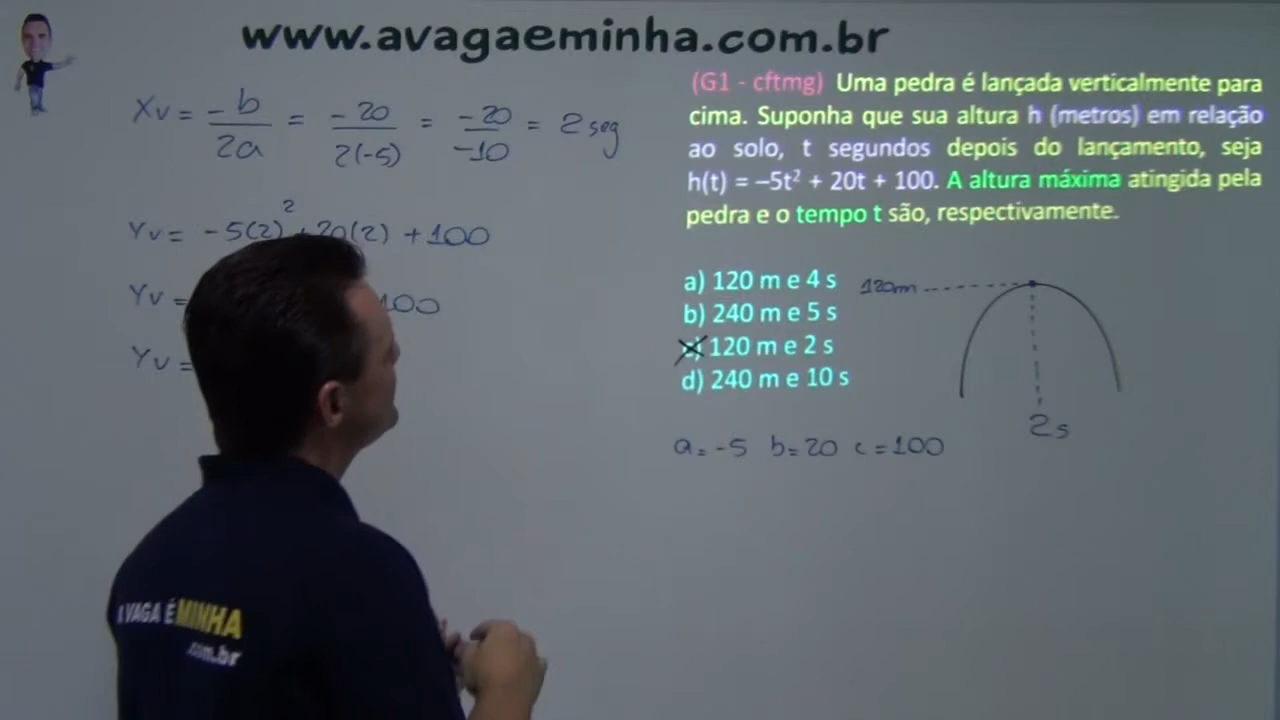 www.avagaeminha.com.br
Xv = -b/2a = -20/2(-5) = -20/-10 = 2 seg
Yv = -5(2)² + 20(2) + 100
Yv = 100
Yv =
(G1 - cftmg) Uma pedra é lançada verticalmente para
cima. Suponha que sua altura h (metros) em relação
ao solo, t segundos depois do lançamento, seja
h(t) = –5t² + 20t + 100. A altura máxima atingida pela
pedra e o tempo t são, respectivamente.
a) 120 m e 4 s
b) 240 m e 5 s
c) 120 m e 2 s
d) 240 m e 10 s
120m
2s
a = -5 b = 20 c = 100
A VAGA É MINHA
.com.br